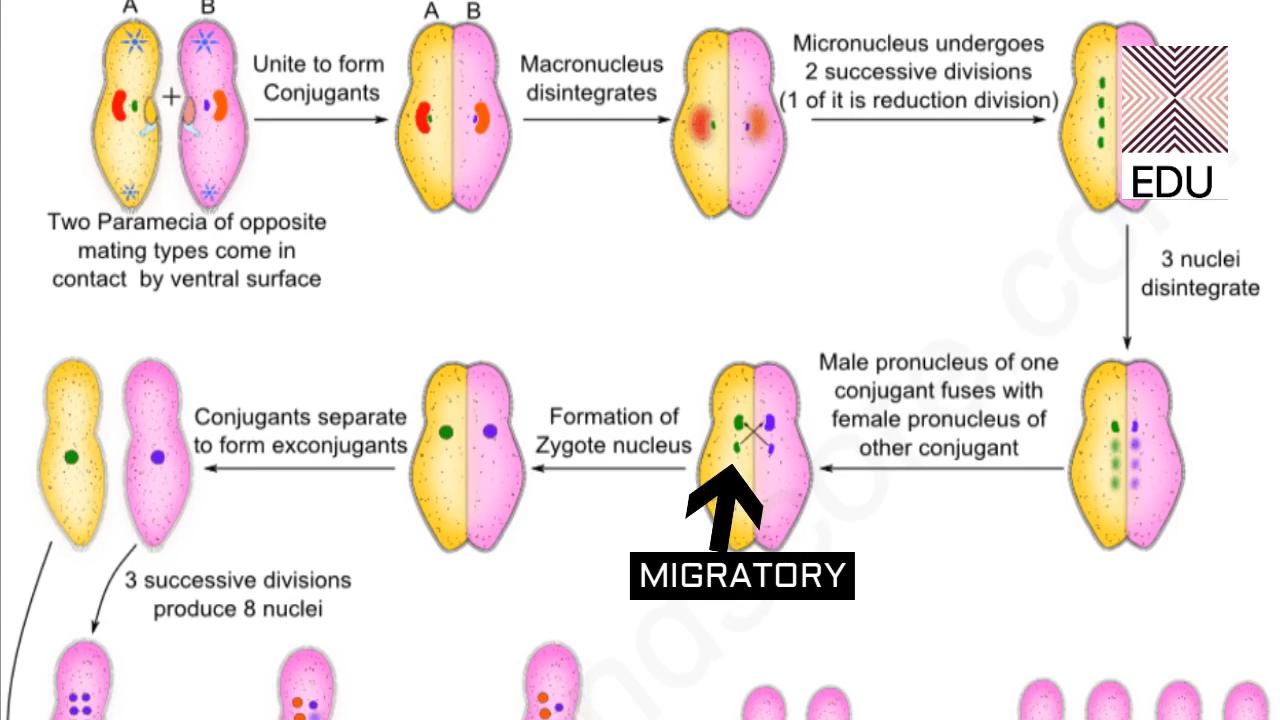 A
B
A B
Unite to form
Conjugants
Macronucleus
disintegrates
Micronucleus undergoes
2 successive divisions
(1 of it is reduction division)
EDU
Two Paramecia of opposite
mating types come in
contact by ventral surface
3 nuclei
disintegrate
Conjugants separate
to form exconjugants
Formation of
Zygote nucleus
Male pronucleus of one
conjugant fuses with
female pronucleus of
other conjugant
MIGRATORY
3 successive divisions
produce 8 nuclei